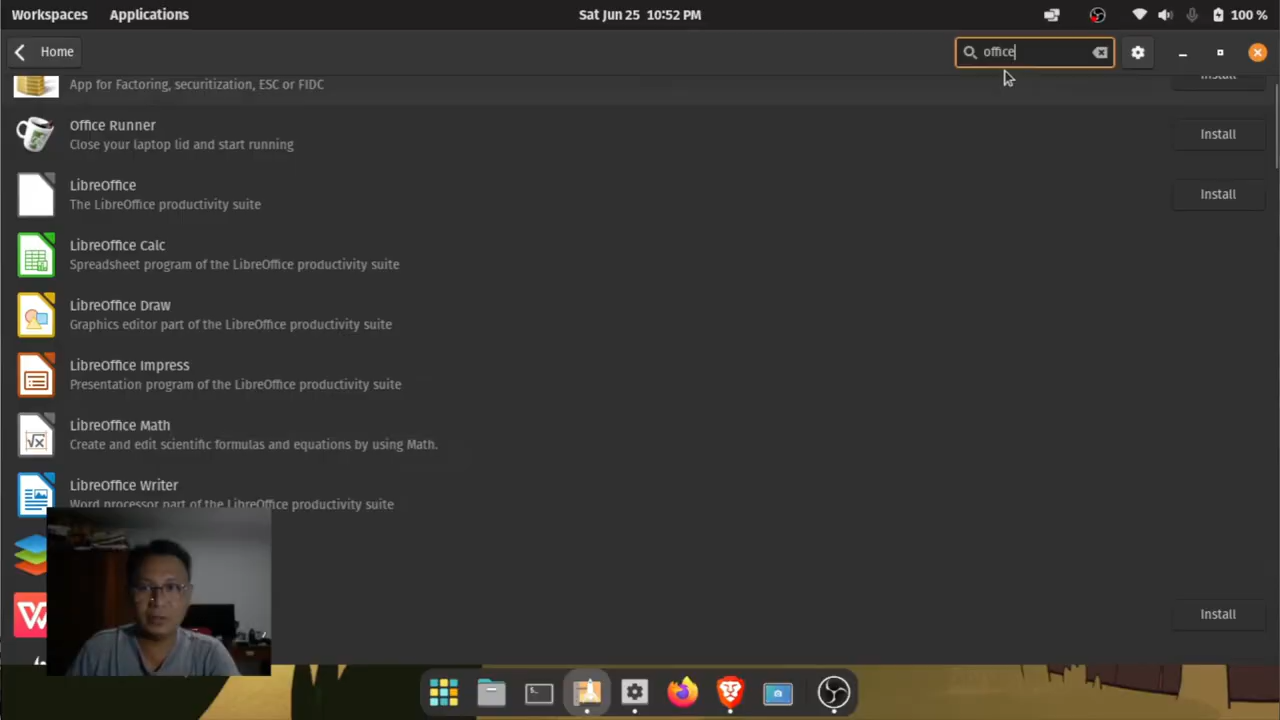 Workspaces Applications Sat Jun 25 10:52 PM 100 %
Home office
App for Factoring, securitization, ESC or FIDC Install
Office Runner
Close your laptop lid and start running
Install
LibreOffice
The LibreOffice productivity suite
Install
LibreOffice Calc
Spreadsheet program of the LibreOffice productivity suite
LibreOffice Draw
Graphics editor part of the LibreOffice productivity suite
LibreOffice Impress
Presentation program of the LibreOffice productivity suite
LibreOffice Math
Create and edit scientific formulas and equations by using Math.
LibreOffice Writer
Word processor part of the LibreOffice productivity suite
Install